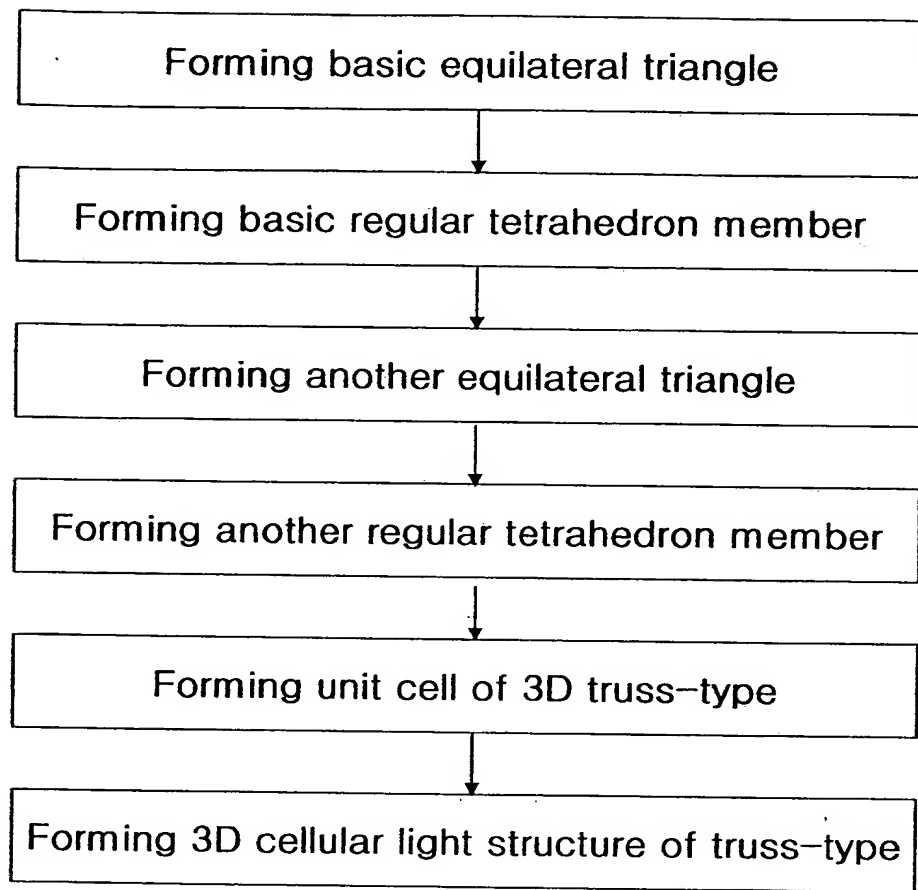 Forming basic equilateral triangle
Forming basic regular tetrahedron member
Forming another equilateral triangle
Forming another regular tetrahedron member
Forming unit cell of 3D truss-type
Forming 3D cellular light structure of truss-type